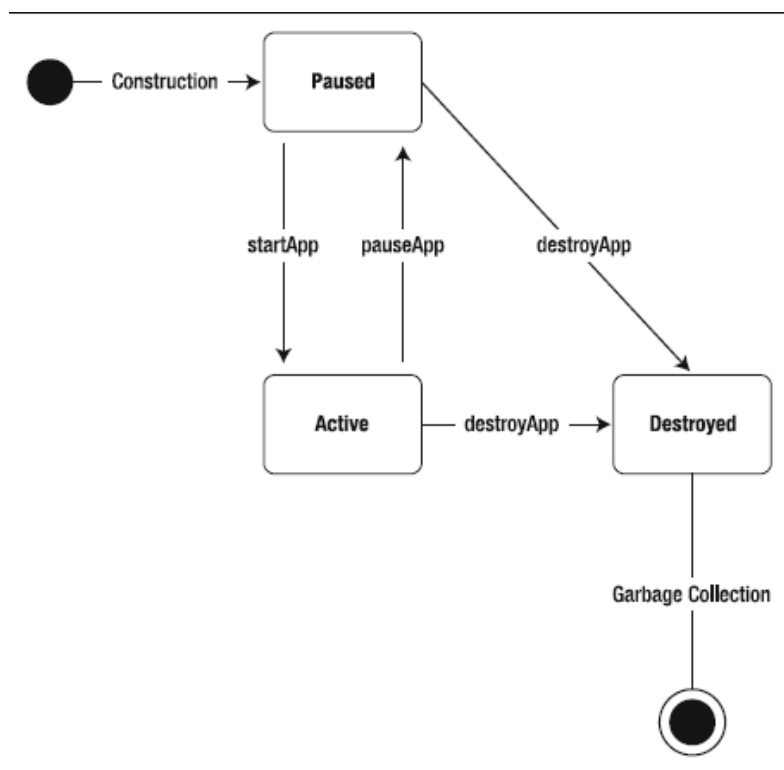 Construction
Paused
startApp
pauseApp
destroyApp
Active
destroyApp
Destroyed
Garbage Collection